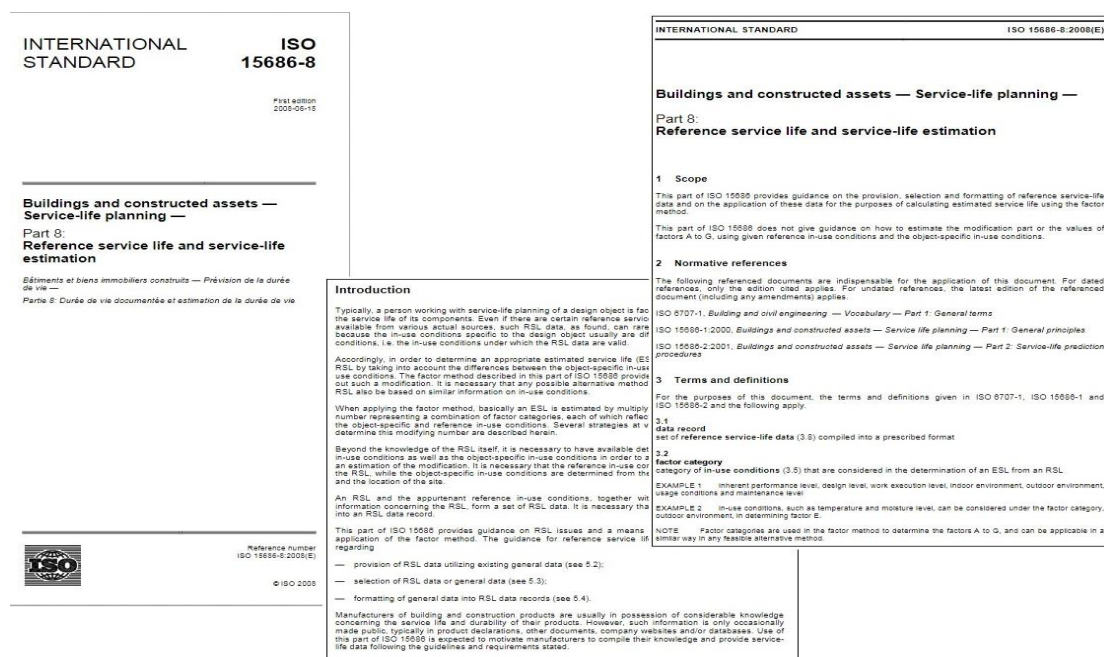 INTERNATIONAL
STANDARD
ISO
15686-8
First edition
2008-06-15
Buildings and constructed assets —
Service-life planning —
Part 8:
Reference service life and service-life
estimation
Bâtiments et biens immobiliers construits — Prévision de la durée
de vie —
Partie 8: Durée de vie documentée et estimation de la durée de vie
ISO
Reference number
ISO 15686-8:2008(E)
© ISO 2008
Introduction
Typically, a person working with service-life planning of a design object is fac
the service life of its components. Even if there are certain reference servic
available from various actual sources, such RSL data, as found, can rare
because the in-use conditions specific to the design object usually are dif
conditions, i.e. the in-use conditions under which the RSL data are valid.
Accordingly, in order to determine an appropriate estimated service life (ES
RSL by taking into account the differences between the object-specific in-use
use conditions. The factor method described in this part of ISO 15686 provide
out such a modification. It is necessary that any possible alternative method
RSL also be based on similar information on in-use conditions.
When applying the factor method, basically an ESL is estimated by multiply
number representing a combination of factor categories, each of which reflec
the object-specific and reference in-use conditions. Several strategies at v
determine this modifying number are described herein.
Beyond the knowledge of the RSL itself, it is necessary to have available det
in-use conditions as well as the object-specific in-use conditions in order to a
an estimation of the modification. It is necessary that the reference in-use cor
the RSL, while the object-specific in-use conditions are determined from the
and the location of the site.
An RSL and the appurtenant reference in-use conditions, together wit
information concerning the RSL, form a set of RSL data. It is necessary tha
into an RSL data record.
This part of ISO 15686 provides guidance on RSL issues and a means
application of the factor method. The guidance for reference service lif
regarding
— provision of RSL data utilizing existing general data (see 5.2);
— selection of RSL data or general data (see 5.3);
— formatting of general data into RSL data records (see 5.4).
Manufacturers of building and construction products are usually in possession of considerable knowledge
concerning the service life and durability of their products. However, such information is only occasionally
made public, typically in product declarations, other documents, company websites and/or databases. Use of
this part of ISO 15686 is expected to motivate manufacturers to compile their knowledge and provide service-
life data following the guidelines and requirements stated.
INTERNATIONAL STANDARD
ISO 15686-8:2008(E)
Buildings and constructed assets — Service-life planning —
Part 8:
Reference service life and service-life estimation
1 Scope
This part of ISO 15686 provides guidance on the provision, selection and formatting of reference service-life
data and on the application of these data for the purposes of calculating estimated service life using the factor
method.
This part of ISO 15686 does not give guidance on how to estimate the modification part or the values of
factors A to G, using given reference in-use conditions and the object-specific in-use conditions.
2 Normative references
The following referenced documents are indispensable for the application of this document. For dated
references, only the edition cited applies. For undated references, the latest edition of the referenced
document (including any amendments) applies.
ISO 6707-1, Building and civil engineering — Vocabulary — Part 1: General terms
ISO 15686-1:2000, Buildings and constructed assets — Service life planning — Part 1: General principles
ISO 15686-2:2001, Buildings and constructed assets — Service life planning — Part 2: Service-life prediction
procedures
3 Terms and definitions
For the purposes of this document, the terms and definitions given in ISO 6707-1, ISO 15686-1 and
ISO 15686-2 and the following apply.
3.1
data record
set of reference service-life data (3.8) compiled into a prescribed format
3.2
factor category
category of in-use conditions (3.5) that are considered in the determination of an ESL from an RSL
EXAMPLE 1 Inherent performance level, design level, work execution level, indoor environment, outdoor environment,
usage conditions and maintenance level
EXAMPLE 2 In-use conditions, such as temperature and moisture level, can be considered under the factor category,
outdoor environment, in determining factor E.
NOTE Factor categories are used in the factor method to determine the factors A to G, and can be applicable in a
similar way in any feasible alternative method.